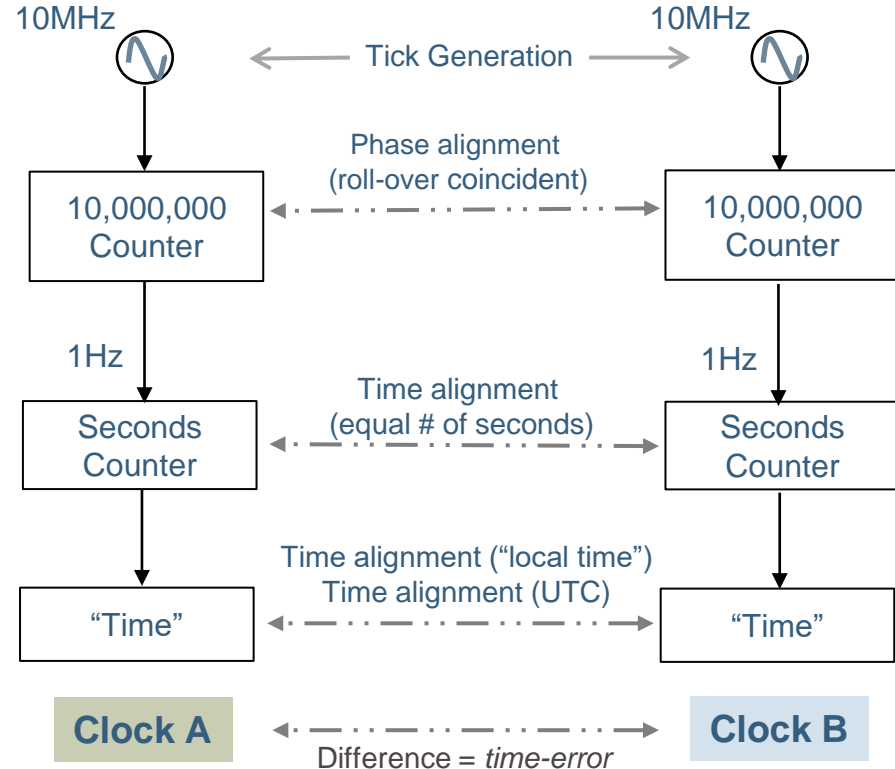 10MHz
10MHz
Tick Generation
Phase alignment
(roll-over coincident)
10,000,000
Counter
10,000,000
Counter
1Hz
1Hz
Time alignment
(equal # of seconds)
Seconds
Counter
Seconds
Counter
Time alignment (“local time”)
Time alignment (UTC)
“Time”
“Time”
Clock A
Clock B
Difference = time-error